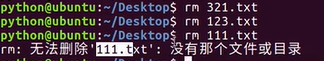 python@ubuntu:~/Desktop$ rm 321.txt
python@ubuntu:~/Desktop$ rm 123.txt
python@ubuntu:~/Desktop$ rm 111.txt
rm: 无法删除'111.txt': 没有那个文件或目录